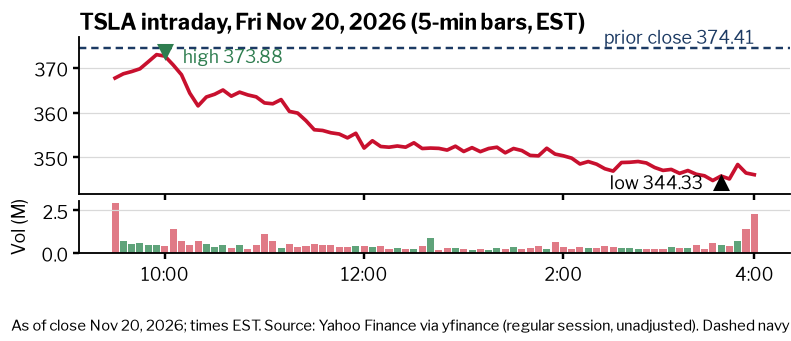 TSLA intraday, Fri Nov 20, 2026 (5-min bars, EST)
prior close 374.41
high 373.88
370
360
350
low 344.33
Vol (M)
2.5
0.0
10:00 12:00 2:00 4:00
As of close Nov 20, 2026; times EST. Source: Yahoo Finance via yfinance (regular session, unadjusted). Dashed navy